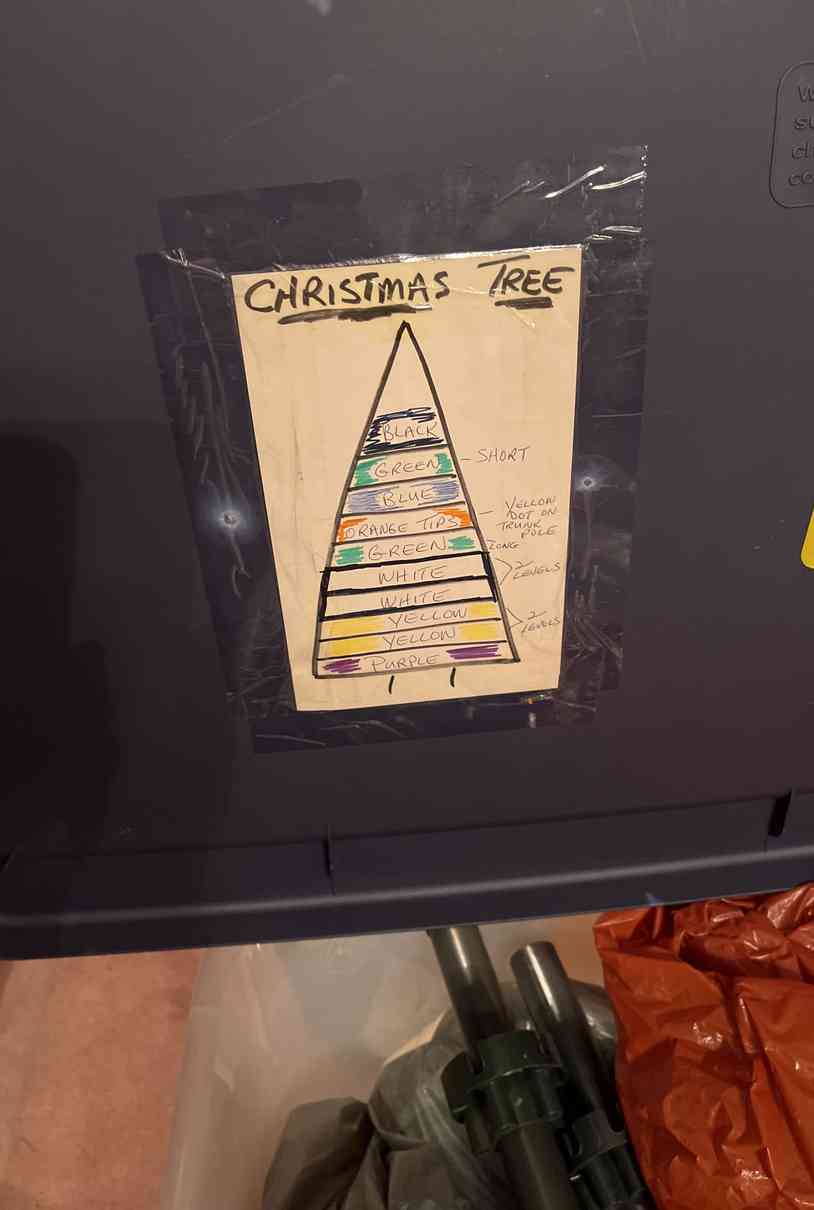 CHRISTMAS TREE
BLACK
GREEN - SHORT
BLUE
ORANGE TIPS - YELLOW DOT ON TRUNK POLE
GREEN LONG
WHITE
WHITE
2 LEVELS
YELLOW
YELLOW
2 LEVELS
PURPLE